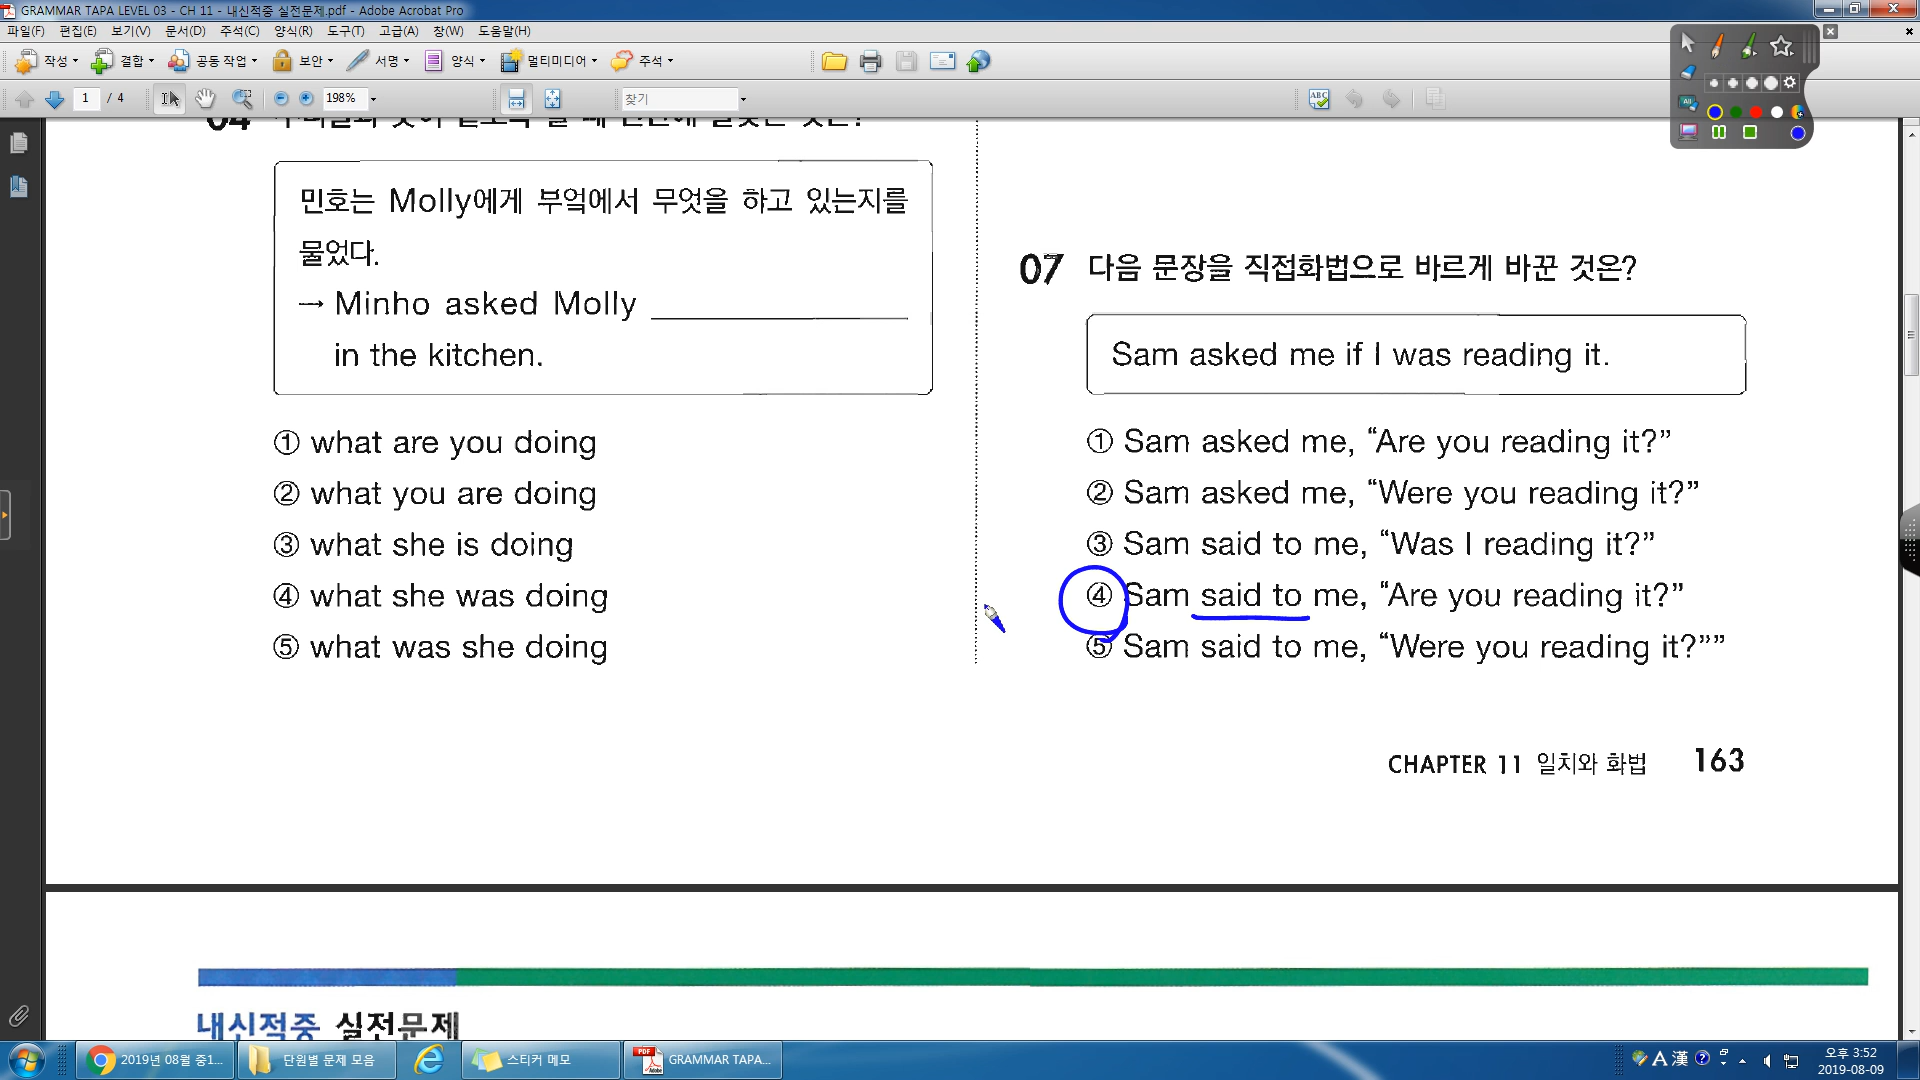 GRAMMAR TAPA LEVEL 03 - CH 11 - 내신적중 실전문제.pdf - Adobe Acrobat Pro
파일(F) 편집(E) 보기(V) 문서(D) 주석(C) 양식(R) 도구(T) 고급(A) 창(W) 도움말(H)
작성 결합 공동 작업 보안 서명 양식 멀티미디어 주석
1 / 4 198% 찾기
04
민호는 Molly에게 부엌에서 무엇을 하고 있는지를
물었다.
→ Minho asked Molly
in the kitchen.
① what are you doing
② what you are doing
③ what she is doing
④ what she was doing
⑤ what was she doing
07 다음 문장을 직접화법으로 바르게 바꾼 것은?
Sam asked me if I was reading it.
① Sam asked me, “Are you reading it?”
② Sam asked me, “Were you reading it?”
③ Sam said to me, “Was I reading it?”
④ Sam said to me, “Are you reading it?”
⑤ Sam said to me, “Were you reading it?””
CHAPTER 11 일치와 화법 163
내신적중 실전문제
2019년 08월 중1... 단원별 문제 모음 스티커 메모 GRAMMAR TAPA...
A 漢
오후 3:52
2019-08-09